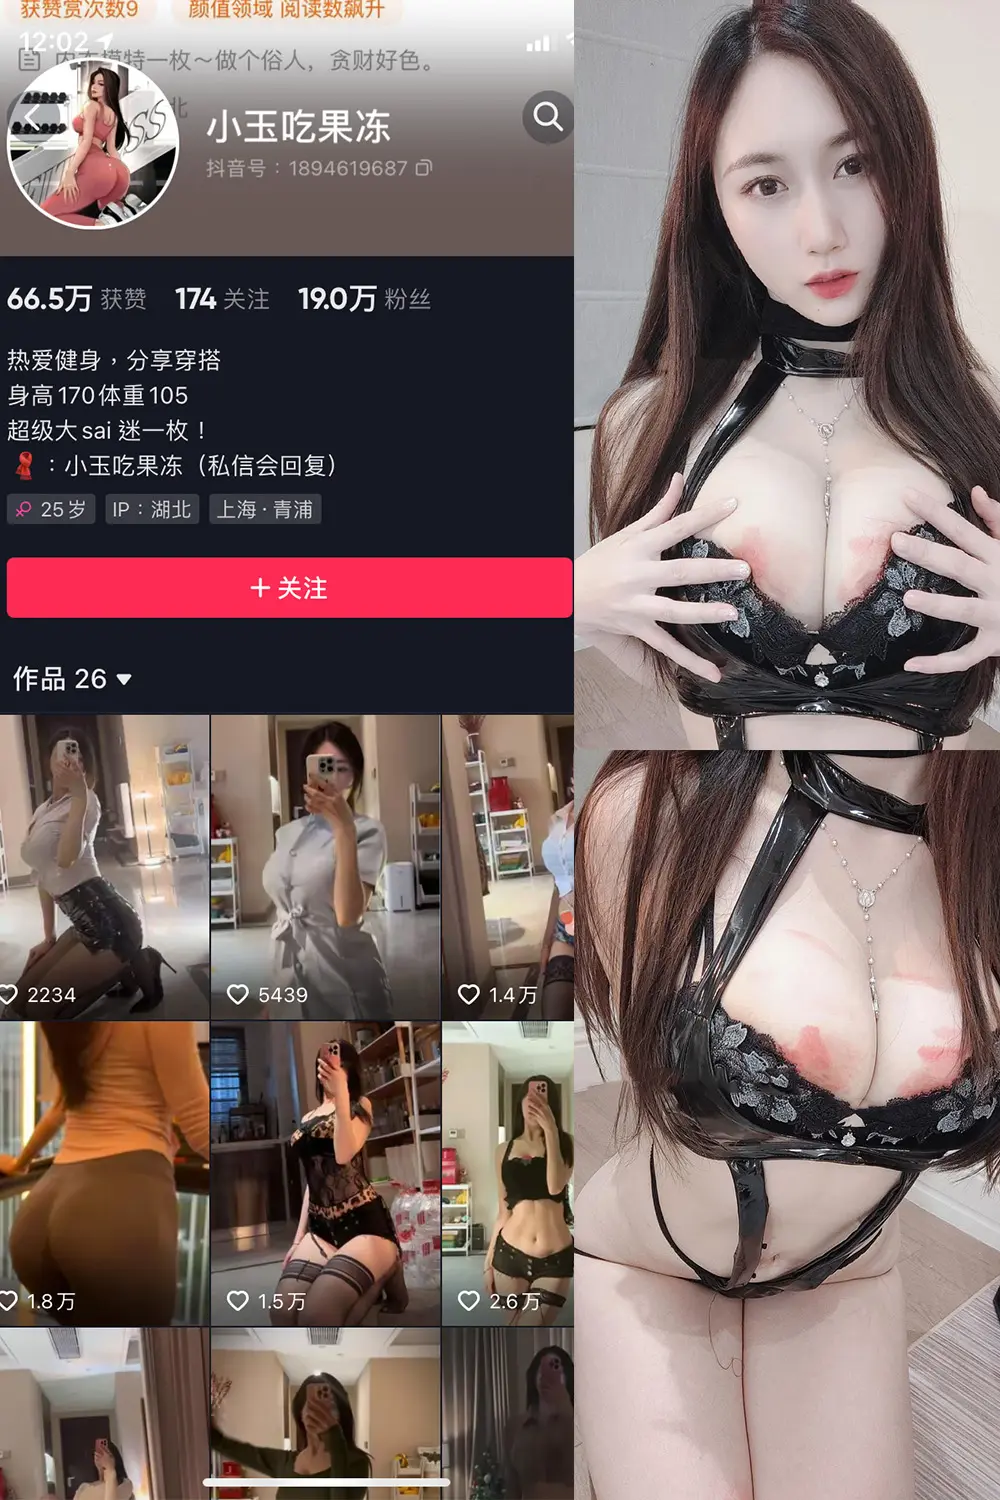 获赞赏次数9 颜值领域 阅读数飙升
12:02
内衣模特一枚～做个俗人，贪财好色。
北
小玉吃果冻
抖音号：1894619687
66.5万 获赞 174 关注 19.0万 粉丝
热爱健身，分享穿搭
身高170体重105
超级大sai 迷一枚！
：小玉吃果冻（私信会回复）
25岁 IP：湖北 上海·青浦
＋关注
作品 26
2234 5439 1.4万
1.8万 1.5万 2.6万